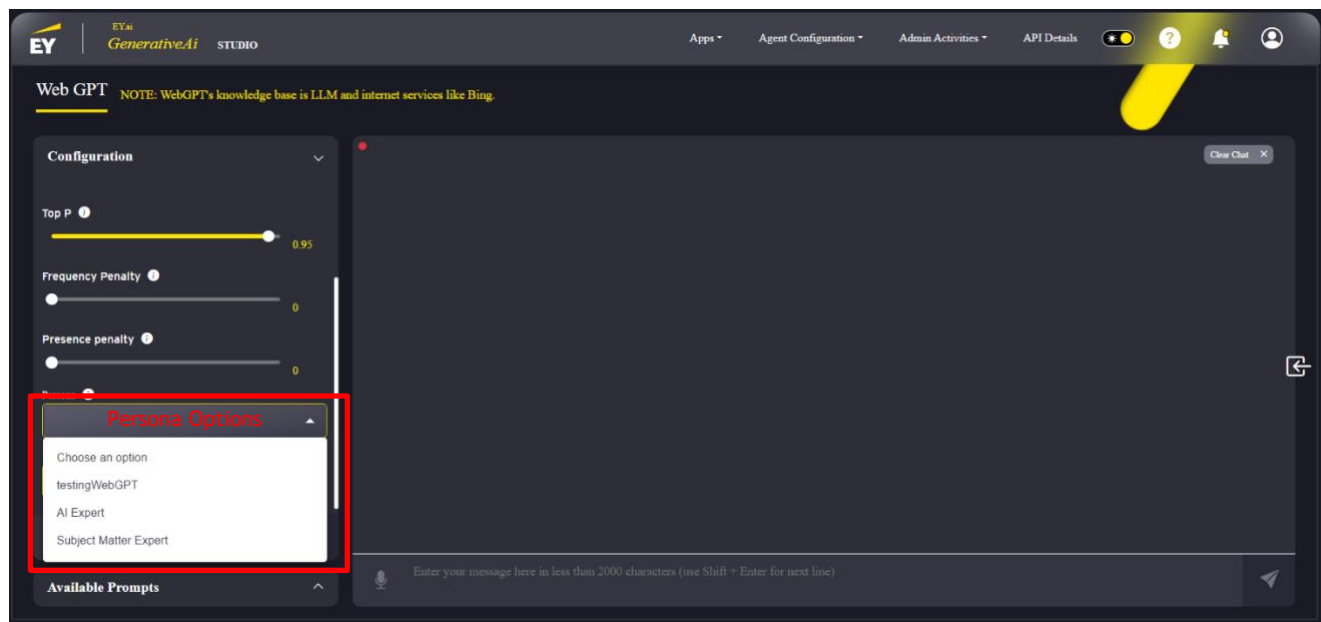 EY
EY.ai
GenerativeAi STUDIO
Apps
Agent Configuration
Admin Activities
API Details
?
Web GPT
NOTE: WebGPT's knowledge base is LLM and internet services like Bing.
Configuration
Clear Chat X
Top P
0.95
Frequency Penalty
0
Presence penalty
0
Persona Options
Choose an option
testingWebGPT
AI Expert
Subject Matter Expert
Available Prompts
Enter your message here in less than 2000 characters (use Shift + Enter for next line)